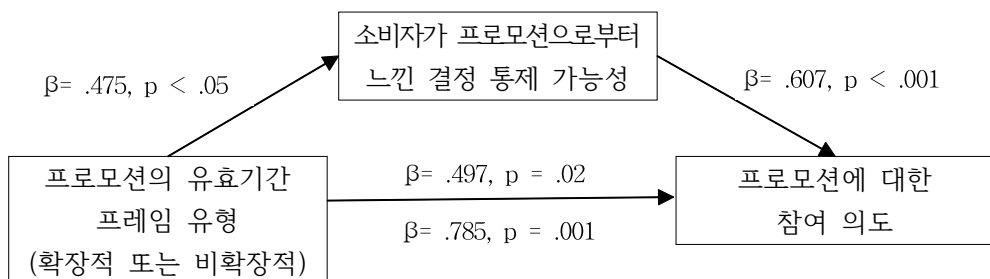 소비자가 프로모션으로부터
느낀 결정 통제 가능성
β= .475, p < .05
β= .607, p < .001
프로모션의 유효기간
프레임 유형
(확장적 또는 비확장적)
β= .497, p = .02
β= .785, p = .001
프로모션에 대한
참여 의도